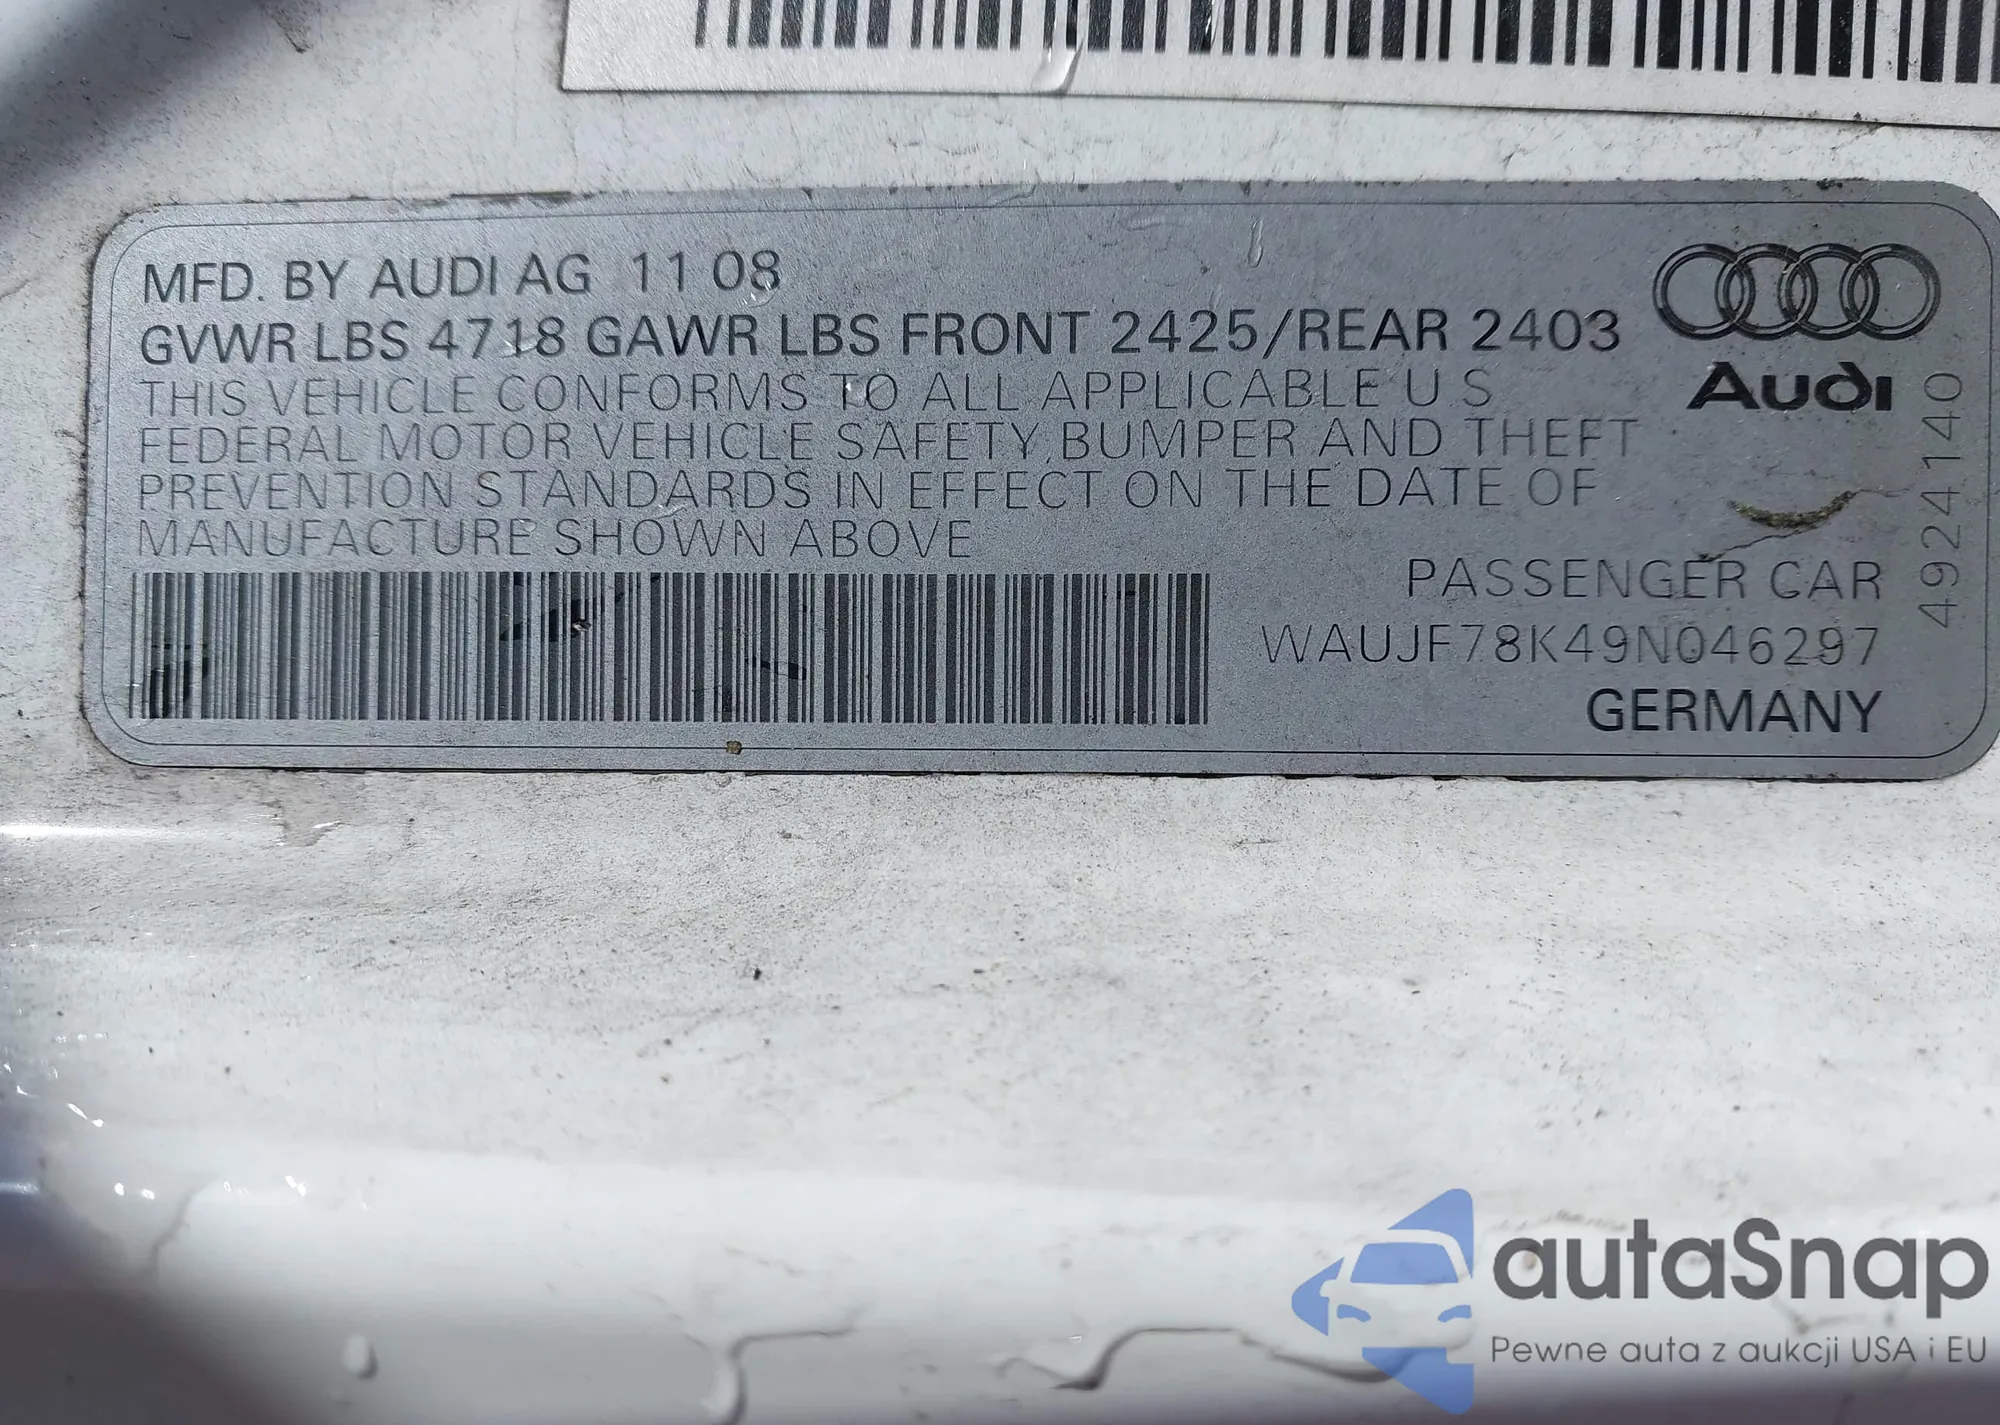 MFD. BY AUDI AG 11 08
GVWR LBS 4718 GAWR LBS FRONT 2425/REAR 2403
THIS VEHICLE CONFORMS TO ALL APPLICABLE U S
FEDERAL MOTOR VEHICLE SAFETY, BUMPER AND THEFT
PREVENTION STANDARDS IN EFFECT ON THE DATE OF
MANUFACTURE SHOWN ABOVE
Audi
4924140
PASSENGER CAR
WAUJF78K49N046297
GERMANY
autaSnap
Pewne auta z aukcji USA i EU